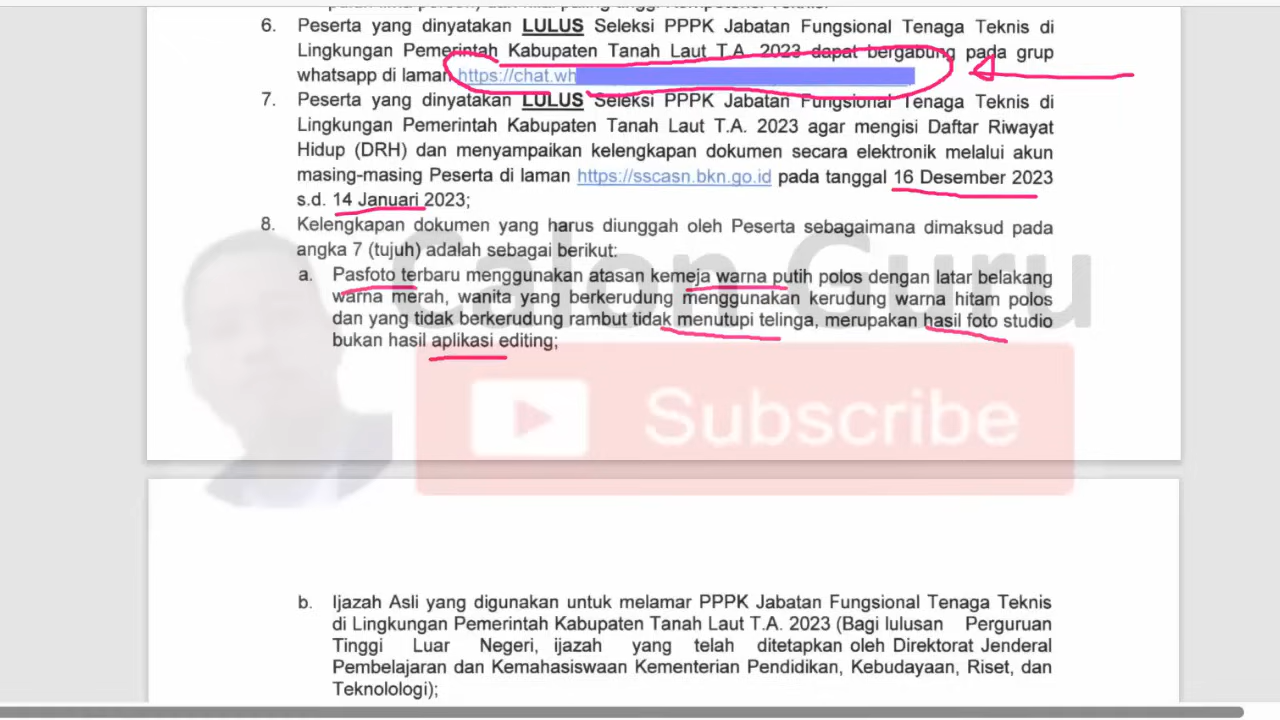 6. Peserta yang dinyatakan LULUS Seleksi PPPK Jabatan Fungsional Tenaga Teknis di
Lingkungan Pemerintah Kabupaten Tanah Laut T.A. 2023 dapat bergabung pada grup
whatsapp di laman https://chat.wh
7. Peserta yang dinyatakan LULUS Seleksi PPPK Jabatan Fungsional Tenaga Teknis di
Lingkungan Pemerintah Kabupaten Tanah Laut T.A. 2023 agar mengisi Daftar Riwayat
Hidup (DRH) dan menyampaikan kelengkapan dokumen secara elektronik melalui akun
masing-masing Peserta di laman https://sscasn.bkn.go.id pada tanggal 16 Desember 2023
s.d. 14 Januari 2023;
8. Kelengkapan dokumen yang harus diunggah oleh Peserta sebagaimana dimaksud pada
angka 7 (tujuh) adalah sebagai berikut:
a. Pasfoto terbaru menggunakan atasan kemeja warna putih polos dengan latar belakang
warna merah, wanita yang berkerudung menggunakan kerudung warna hitam polos
dan yang tidak berkerudung rambut tidak menutupi telinga, merupakan hasil foto studio
bukan hasil aplikasi editing;
Calon Guru
Subscribe
b. Ijazah Asli yang digunakan untuk melamar PPPK Jabatan Fungsional Tenaga Teknis
di Lingkungan Pemerintah Kabupaten Tanah Laut T.A. 2023 (Bagi lulusan Perguruan
Tinggi Luar Negeri, ijazah yang telah ditetapkan oleh Direktorat Jenderal
Pembelajaran dan Kemahasiswaan Kementerian Pendidikan, Kebudayaan, Riset, dan
Teknolologi);